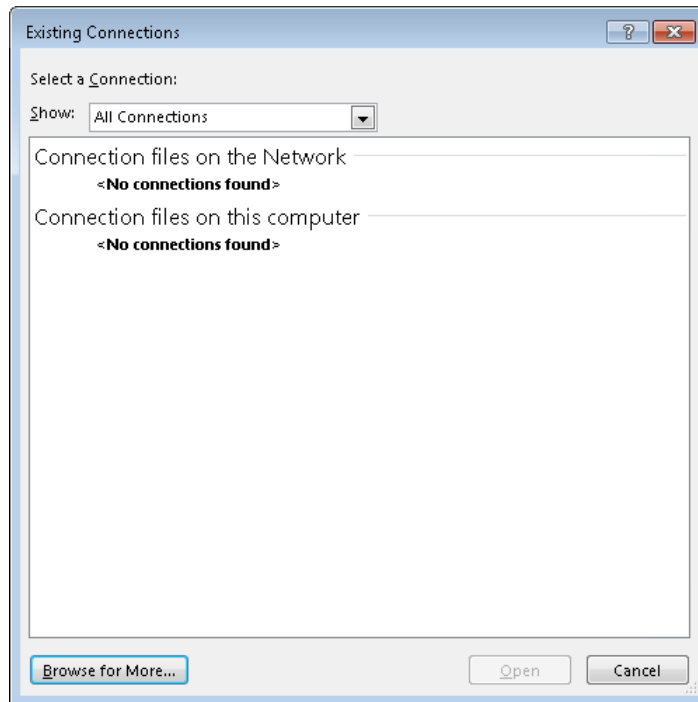 Existing Connections
Select a Connection:
Show: All Connections
Connection files on the Network
<No connections found>
Connection files on this computer
<No connections found>
Browse for More... Open Cancel